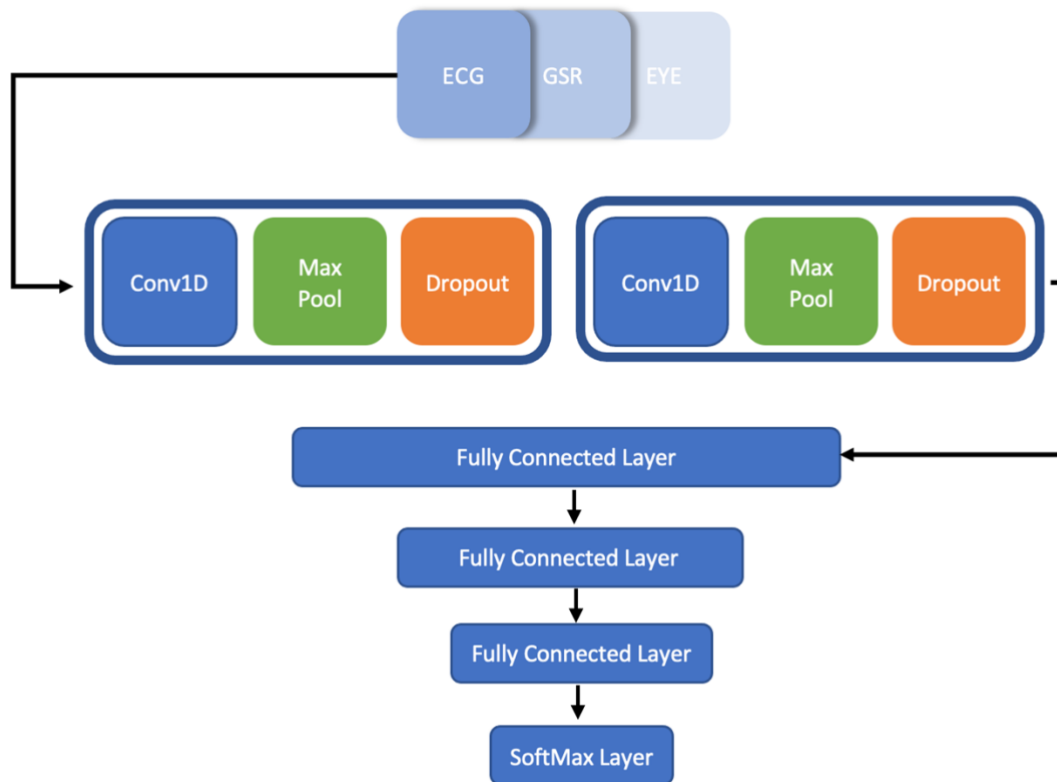 ECG GSR EYE
Conv1D Max Pool Dropout Conv1D Max Pool Dropout
Fully Connected Layer
Fully Connected Layer
Fully Connected Layer
SoftMax Layer